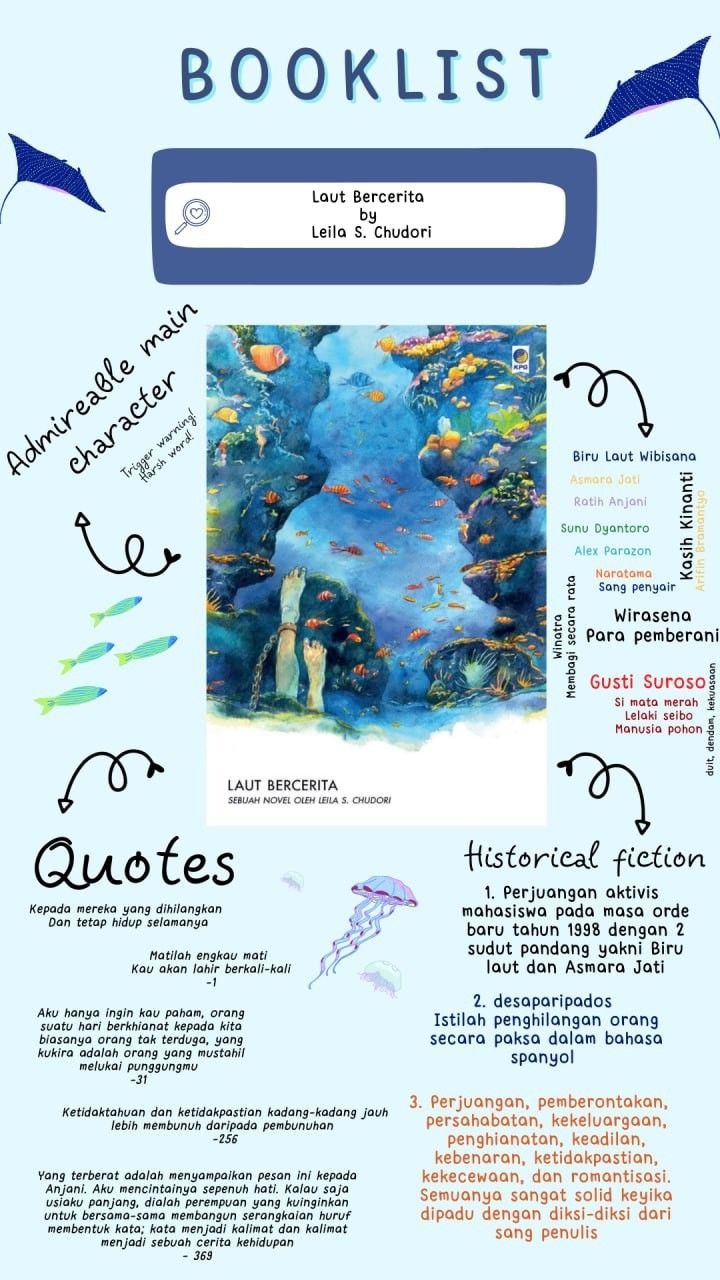 BOOKLIST
Laut Bercerita
by
Leila S. Chudori
Admireable main
character
Trigger warning!
Harsh word!
KPG
LAUT BERCERITA
SEBUAH NOVEL OLEH LEILA S. CHUDORI
Biru Laut Wibisana
Asmara Jati
Ratih Anjani
Sunu Dyantoro
Alex Parazon
Naratama
Sang penyair
Kasih Kinanti
Arifin Bramantyo
Winatra
Membagi secara rata
Wirasena
Para pemberani
Gusti Suroso
Si mata merah
Lelaki seibo
Manusia pohon
duit, dendam, kekuasaan
Quotes
Kepada mereka yang dihilangkan
Dan tetap hidup selamanya
Matilah engkau mati
Kau akan lahir berkali-kali
-1
Aku hanya ingin kau paham, orang
suatu hari berkhianat kepada kita
biasanya orang tak terduga, yang
kukira adalah orang yang mustahil
melukai punggungmu
-31
Ketidaktahuan dan ketidakpastian kadang-kadang jauh
lebih membunuh daripada pembunuhan
-256
Yang terberat adalah menyampaikan pesan ini kepada
Anjani. Aku mencintainya sepenuh hati. Kalau saja
usiaku panjang, dialah perempuan yang kuinginkan
untuk bersama-sama membangun serangkaian huruf
membentuk kata; kata menjadi kalimat dan kalimat
menjadi sebuah cerita kehidupan
- 369
Historical fiction
1. Perjuangan aktivis
mahasiswa pada masa orde
baru tahun 1998 dengan 2
sudut pandang yakni Biru
laut dan Asmara Jati
2. desaparipados
Istilah penghilangan orang
secara paksa dalam bahasa
spanyol
3. Perjuangan, pemberontakan,
persahabatan, kekeluargaan,
penghianatan, keadilan,
kebenaran, ketidakpastian,
kekecewaan, dan romantisasi.
Semuanya sangat solid keyika
dipadu dengan diksi-diksi dari
sang penulis